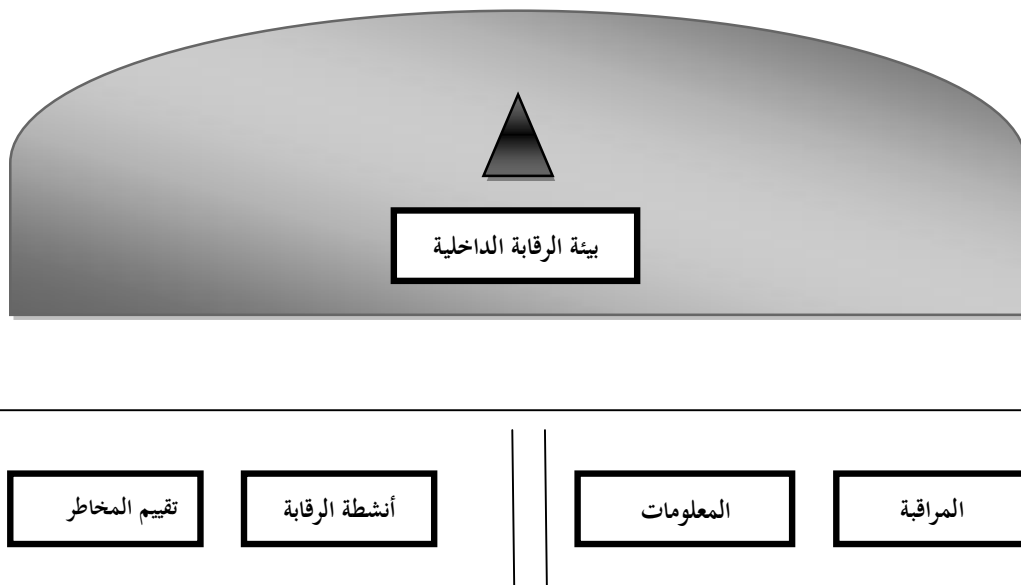 بيئة الرقابة الداخلية
المراقبة
المعلومات
أنشطة الرقابة
تقييم المخاطر